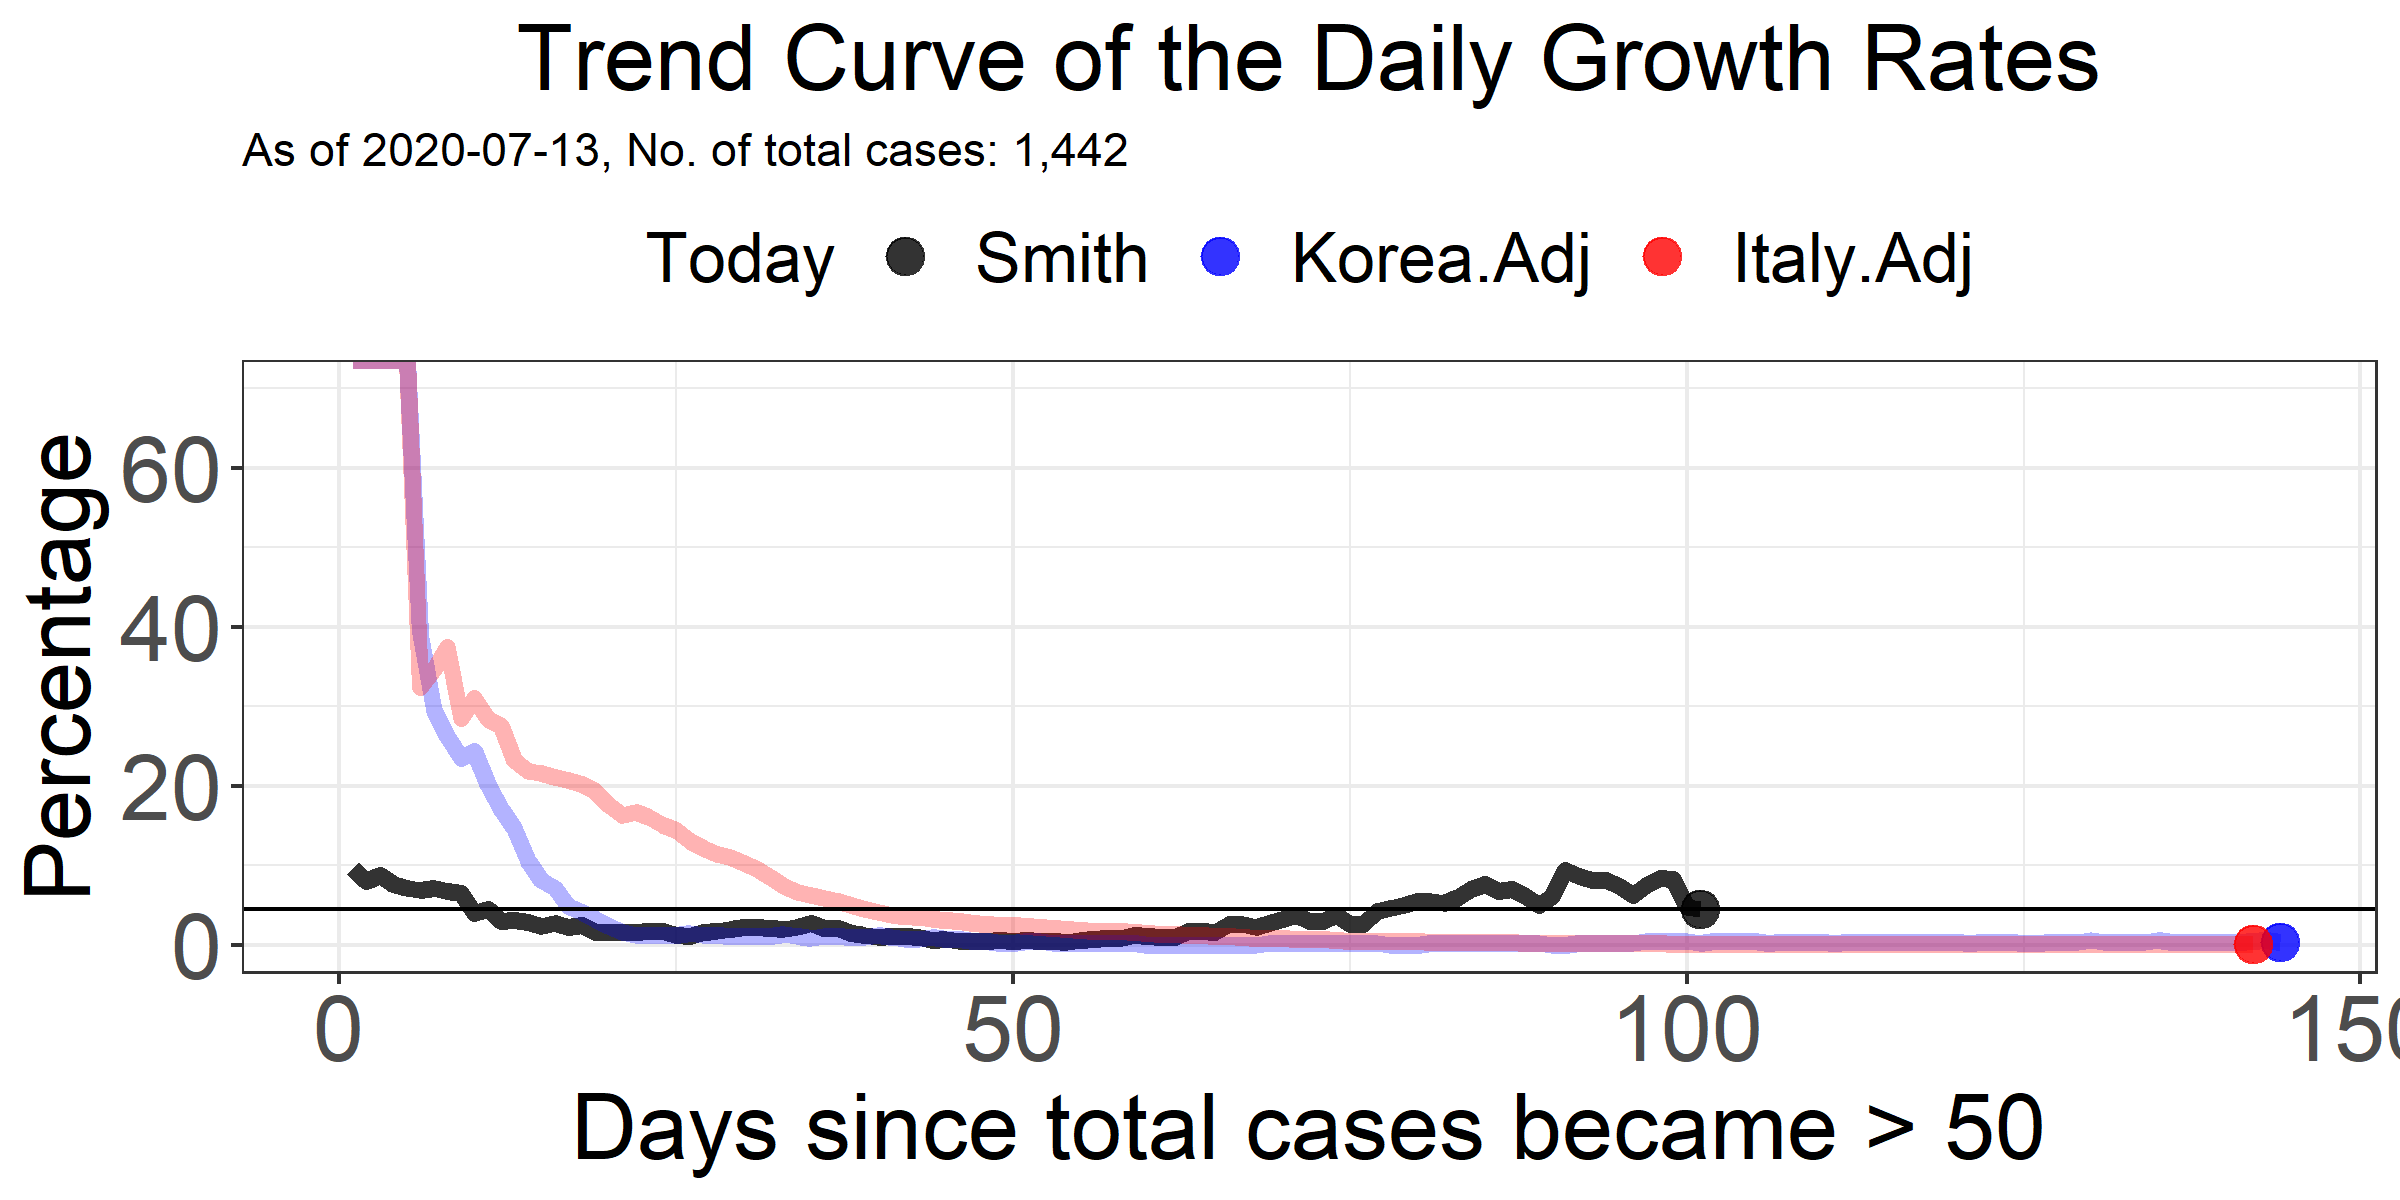 Trend Curve of the Daily Growth Rates
As of 2020-07-13, No. of total cases: 1,442
Today Smith Korea.Adj Italy.Adj
Percentage
60
40
20
0
0 50 100 150
Days since total cases became > 50